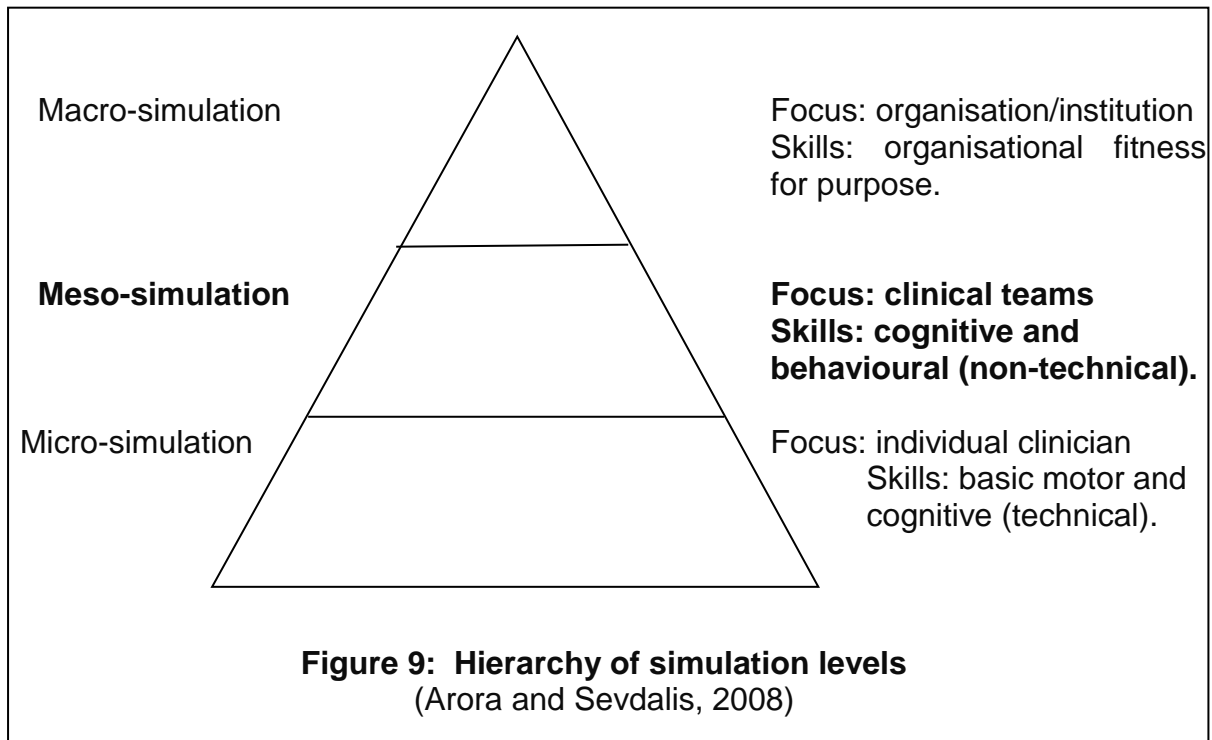 Macro-simulation
Focus: organisation/institution
Skills: organisational fitness
for purpose.
Meso-simulation
Focus: clinical teams
Skills: cognitive and
behavioural (non-technical).
Micro-simulation
Focus: individual clinician
Skills: basic motor and
cognitive (technical).
Figure 9: Hierarchy of simulation levels
(Arora and Sevdalis, 2008)